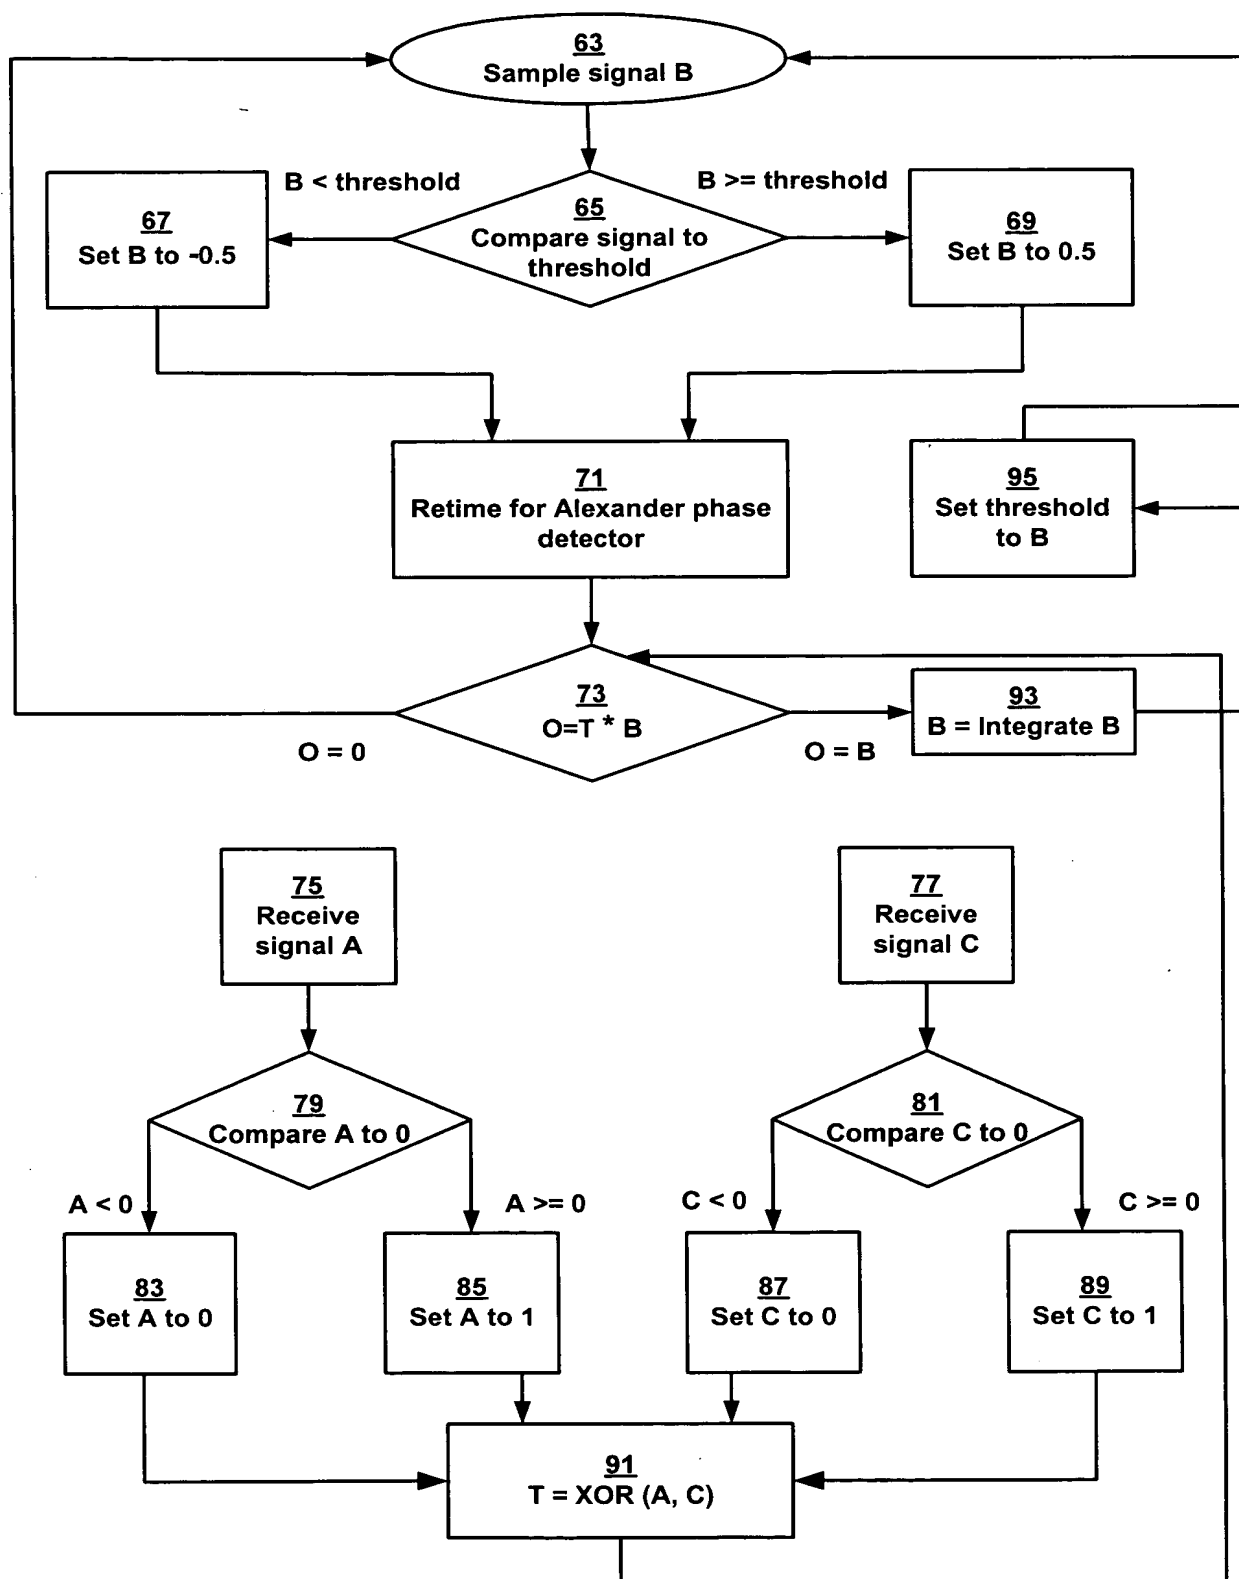 63
Sample signal B
B < threshold
B >= threshold
65
Compare signal to
threshold
67
Set B to -0.5
69
Set B to 0.5
71
Retime for Alexander phase
detector
95
Set threshold
to B
73
O=T * B
O = 0
O = B
93
B = Integrate B
75
Receive
signal A
77
Receive
signal C
79
Compare A to 0
81
Compare C to 0
A < 0
A >= 0
C < 0
C >= 0
83
Set A to 0
85
Set A to 1
87
Set C to 0
89
Set C to 1
91
T = XOR (A, C)